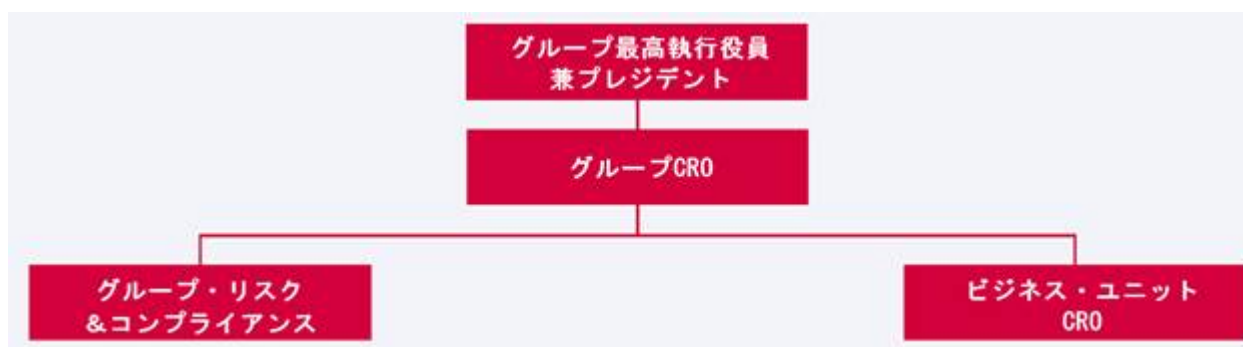 グループ最高執行役員
兼プレジデント
グループCRO
グループ・リスク
&コンプライアンス
ビジネス・ユニット
CRO